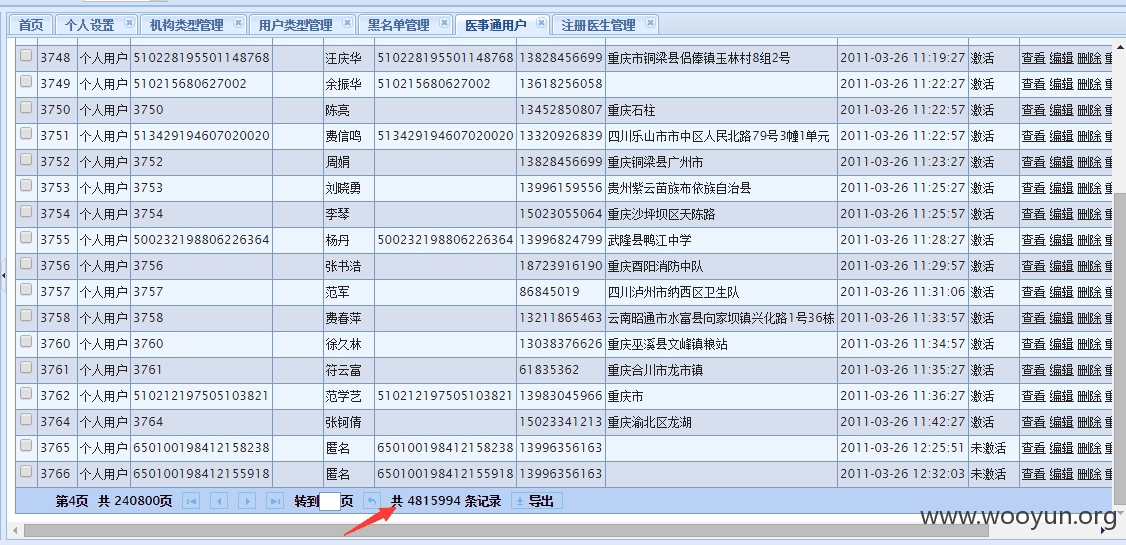 首页 个人设置 机构类型管理 用户类型管理 黑名单管理 医事通用户 注册医生管理
3748 个人用户 510228195501148768 汪庆华 510228195501148768 13828456699 重庆市铜梁县侣俸镇玉林村8组2号 2011-03-26 11:19:27 激活 查看 编辑 删除
3749 个人用户 510215680627002 余振华 510215680627002 13618256058 2011-03-26 11:22:27 激活 查看 编辑 删除
3750 个人用户 3750 陈亮 13452850807 重庆石柱 2011-03-26 11:22:57 激活 查看 编辑 删除
3751 个人用户 513429194607020020 费信鸣 513429194607020020 13320926839 四川乐山市市中区人民北路79号3幢1单元 2011-03-26 11:22:57 激活 查看 编辑 删除
3752 个人用户 3752 周娟 13828456699 重庆铜梁县广州市 2011-03-26 11:23:27 激活 查看 编辑 删除
3753 个人用户 3753 刘晓勇 13996159556 贵州紫云苗族布依族自治县 2011-03-26 11:25:27 激活 查看 编辑 删除
3754 个人用户 3754 李琴 15023055064 重庆沙坪坝区天陈路 2011-03-26 11:25:57 激活 查看 编辑 删除
3755 个人用户 500232198806226364 杨丹 500232198806226364 13996824799 武隆县鸭江中学 2011-03-26 11:28:27 激活 查看 编辑 删除
3756 个人用户 3756 张书浩 18723916190 重庆酉阳消防中队 2011-03-26 11:29:57 激活 查看 编辑 删除
3757 个人用户 3757 范军 86845019 四川泸州市纳西区卫生队 2011-03-26 11:31:06 激活 查看 编辑 删除
3758 个人用户 3758 费春萍 13211865463 云南昭通市水富县向家坝镇兴化路1号36栋 2011-03-26 11:33:57 激活 查看 编辑 删除
3760 个人用户 3760 徐久林 13038376626 重庆巫溪县文峰镇粮站 2011-03-26 11:34:57 激活 查看 编辑 删除
3761 个人用户 3761 符云富 61835362 重庆合川市龙市镇 2011-03-26 11:35:27 激活 查看 编辑 删除
3762 个人用户 510212197505103821 范学艺 510212197505103821 13983045966 重庆市 2011-03-26 11:36:27 激活 查看 编辑 删除
3764 个人用户 3764 张钶倩 15023341213 重庆渝北区龙湖 2011-03-26 11:42:27 激活 查看 编辑 删除
3765 个人用户 650100198412158238 匿名 650100198412158238 13996356163 2011-03-26 12:25:51 未激活 查看 编辑 删除
3766 个人用户 650100198412155918 匿名 650100198412155918 13996356163 2011-03-26 12:32:03 未激活 查看 编辑 删除
第4页 共 240800页 转到 页 共 4815994 条记录 导出
www.wooyun.org